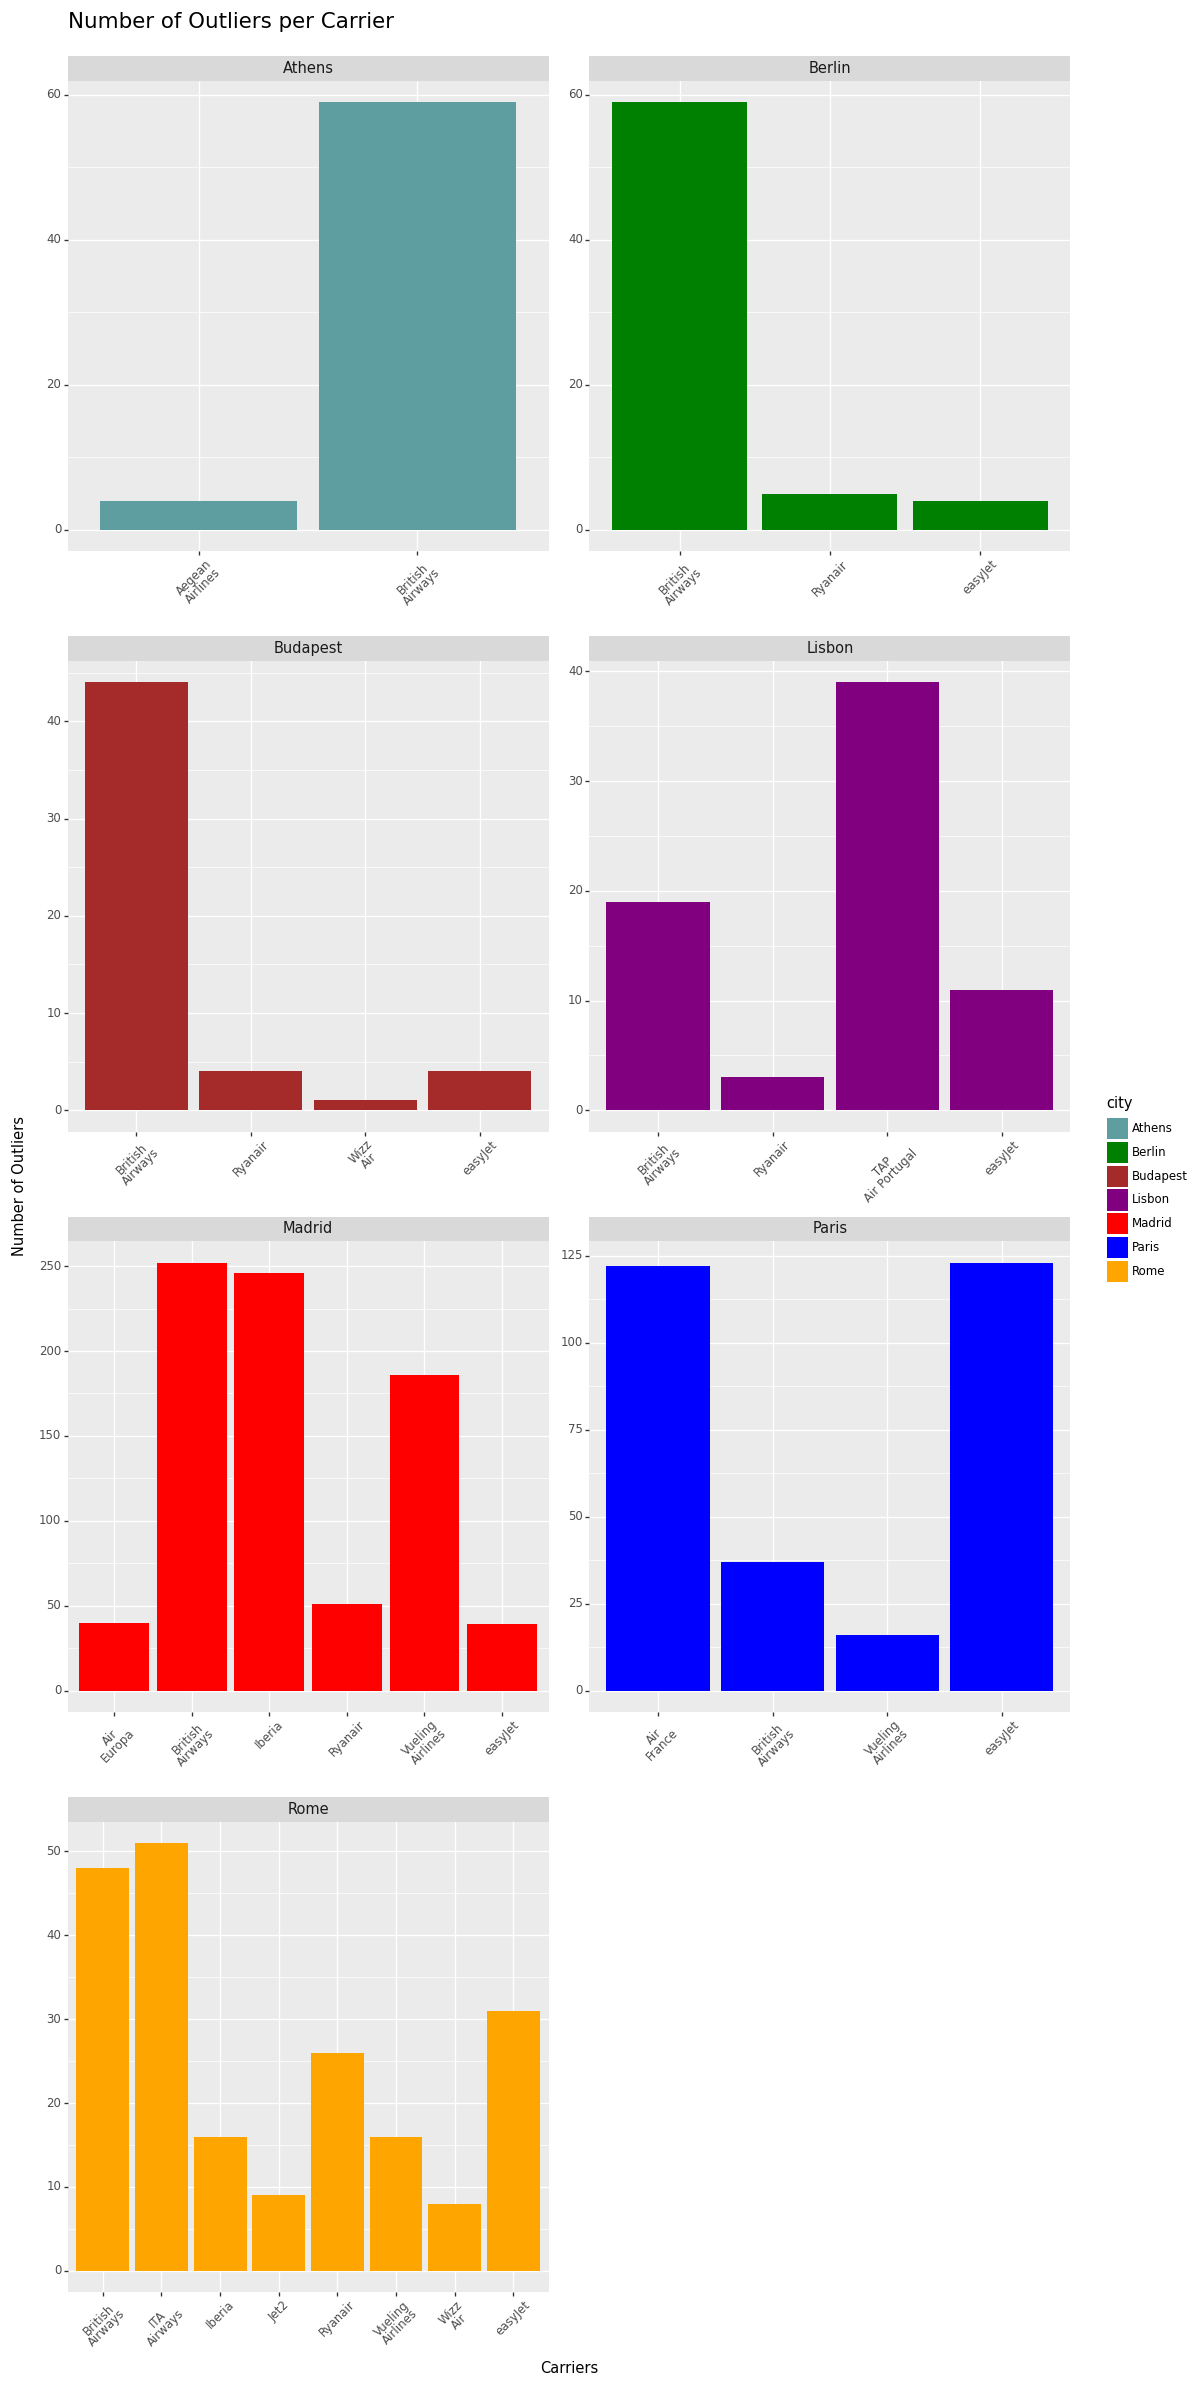 Number of Outliers per Carrier
Athens
60
40
20
0
Aegean
Airlines
British
Airways
Berlin
60
40
20
0
British
Airways
Ryanair
easyJet
Budapest
40
30
20
10
0
British
Airways
Ryanair
Wizz
Air
easyJet
Lisbon
40
30
20
10
0
British
Airways
Ryanair
TAP
Air Portugal
easyJet
Number of Outliers
Madrid
250
200
150
100
50
0
Air
Europa
British
Airways
Iberia
Ryanair
Vueling
Airlines
easyJet
Paris
125
100
75
50
25
0
Air
France
British
Airways
Vueling
Airlines
easyJet
city
Athens
Berlin
Budapest
Lisbon
Madrid
Paris
Rome
Rome
50
40
30
20
10
0
British
Airways
ITA
Airways
Iberia
Jet2
Ryanair
Vueling
Airlines
Wizz
Air
easyJet
Carriers